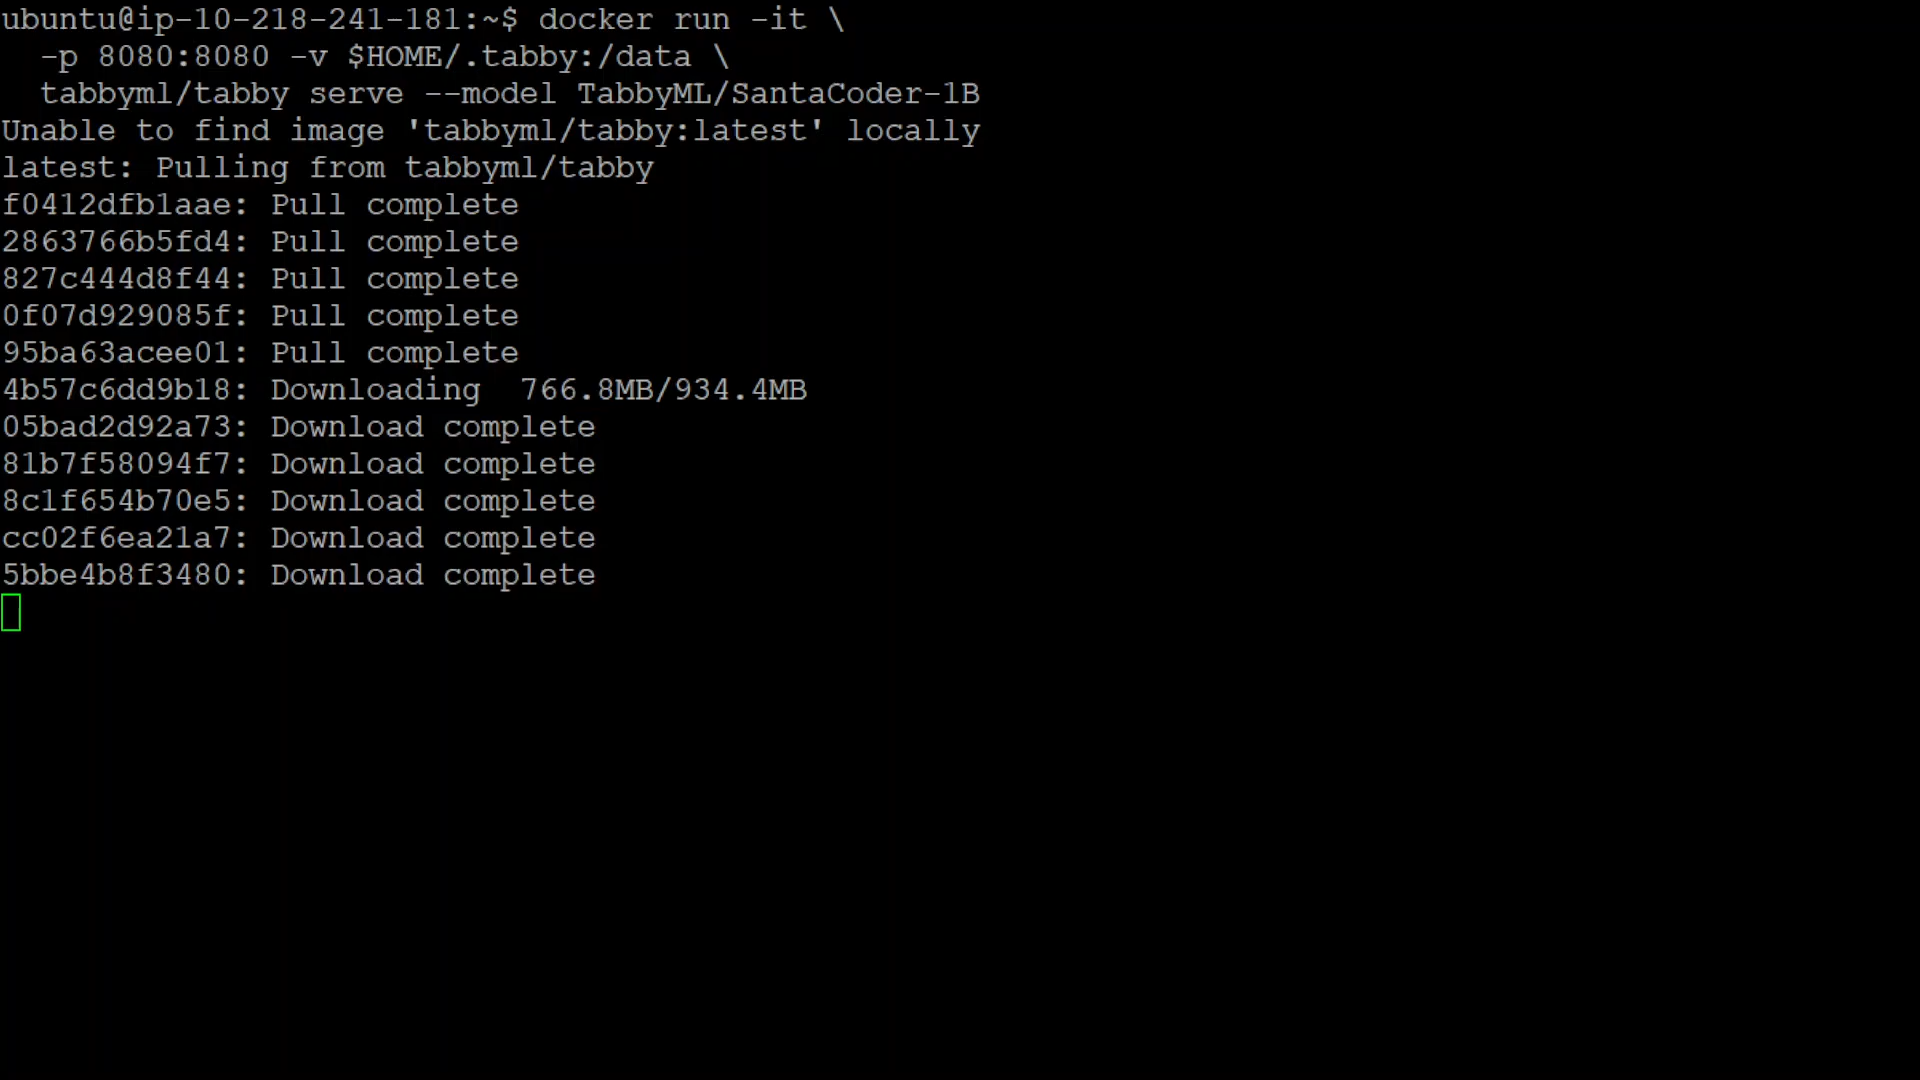 ubuntu@ip-10-218-241-181:~$ docker run -it \
  -p 8080:8080 -v $HOME/.tabby:/data \
  tabbyml/tabby serve --model TabbyML/SantaCoder-1B
Unable to find image 'tabbyml/tabby:latest' locally
latest: Pulling from tabbyml/tabby
f0412dfb1aae: Pull complete
2863766b5fd4: Pull complete
827c444d8f44: Pull complete
0f07d929085f: Pull complete
95ba63acee01: Pull complete
4b57c6dd9b18: Downloading  766.8MB/934.4MB
05bad2d92a73: Download complete
81b7f58094f7: Download complete
8c1f654b70e5: Download complete
cc02f6ea21a7: Download complete
5bbe4b8f3480: Download complete